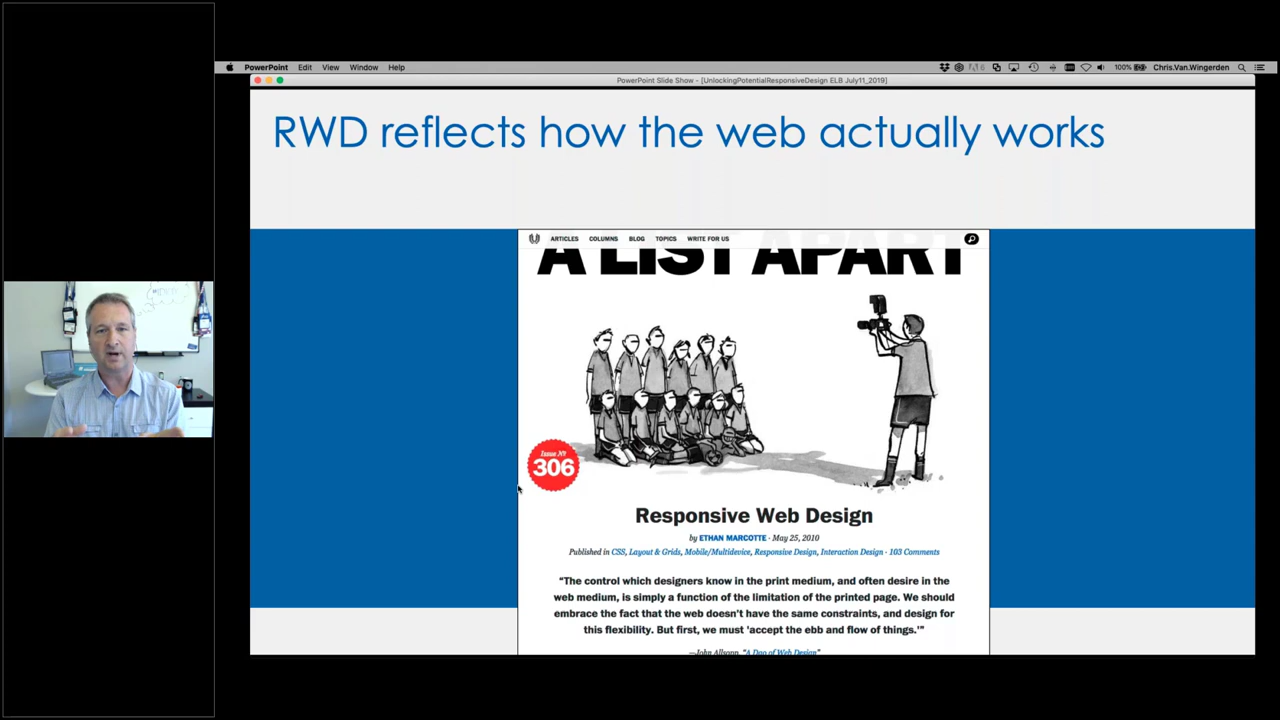 PowerPoint Edit View Window Help 100% Chris.Van.Wingerden
PowerPoint Slide Show - [UnlockingPotentialResponsiveDesign ELB July11_2019]
RWD reflects how the web actually works
ARTICLES COLUMNS BLOG TOPICS WRITE FOR US
A LIST APART
Issue № 306
Responsive Web Design
by ETHAN MARCOTTE · May 25, 2010
Published in CSS, Layout & Grids, Mobile/Multidevice, Responsive Design, Interaction Design · 103 Comments
“The control which designers know in the print medium, and often desire in the
web medium, is simply a function of the limitation of the printed page. We should
embrace the fact that the web doesn’t have the same constraints, and design for
this flexibility. But first, we must ‘accept the ebb and flow of things.’”
—John Allsopp, “A Dao of Web Design”